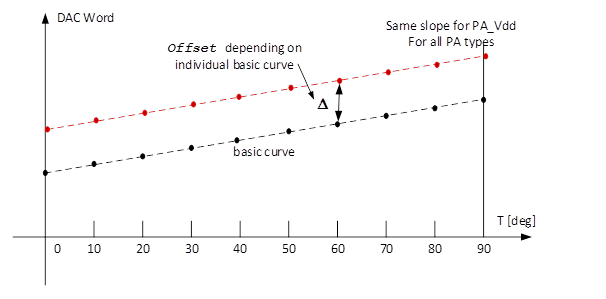 DAC Word
Same slope for PA_Vdd
For all PA types
Offset depending on
individual basic curve
Δ
basic curve
T [deg]
0 10 20 30 40 50 60 70 80 90